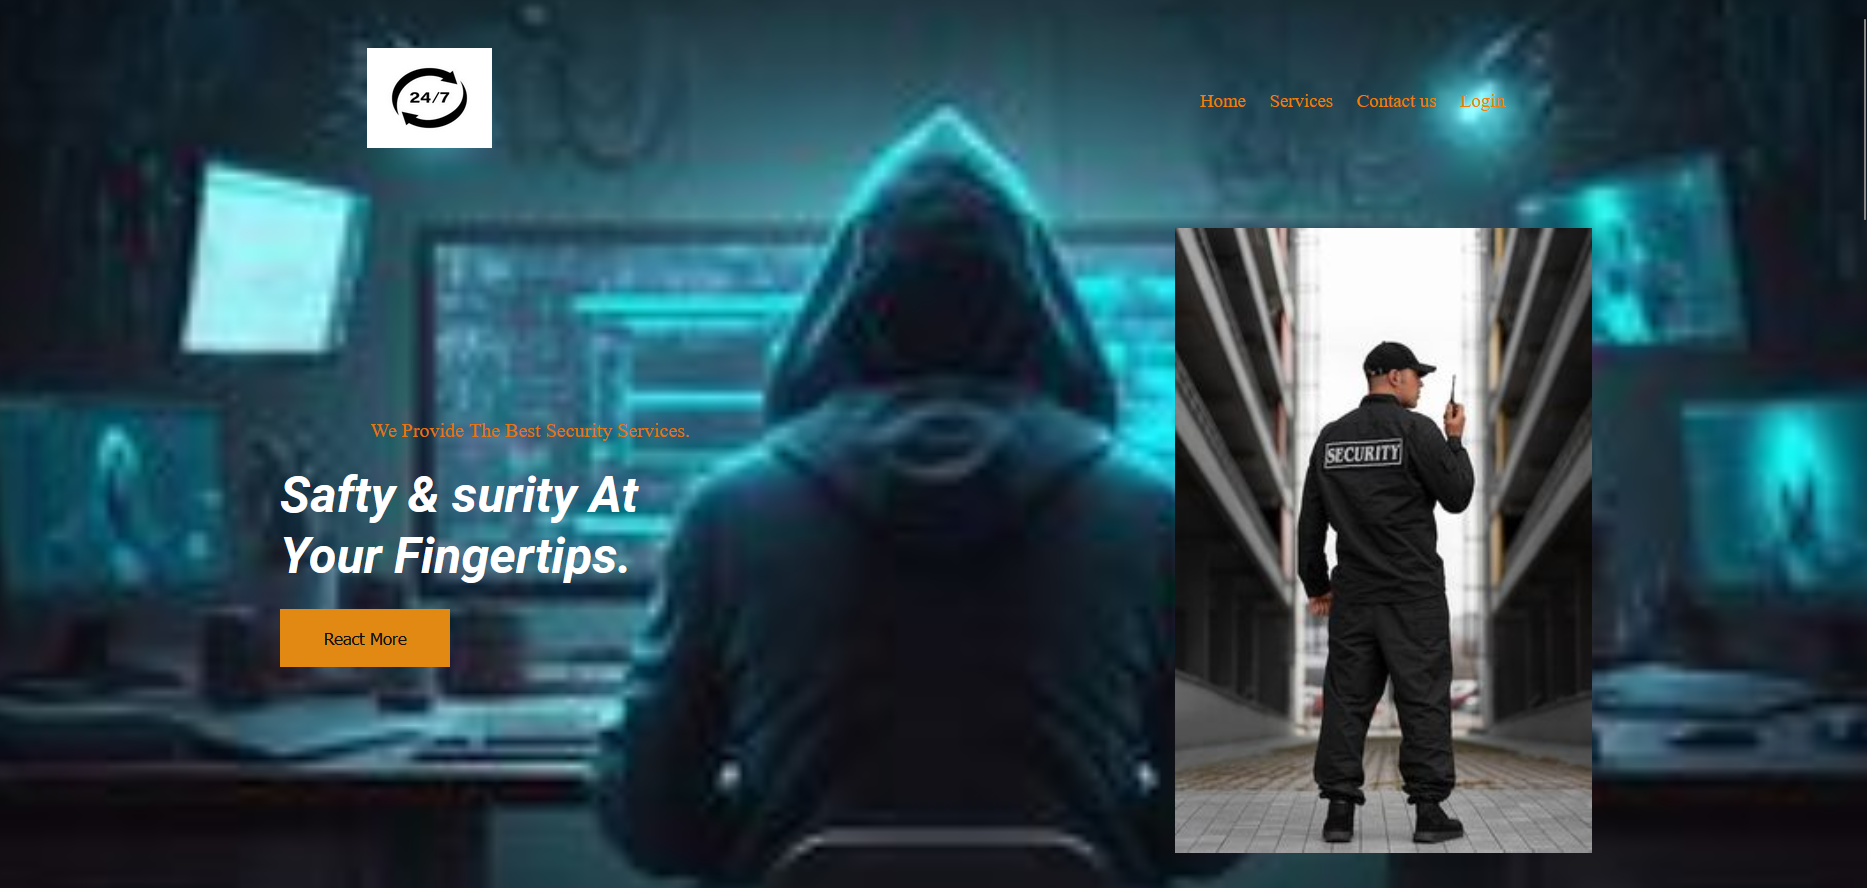 24/7
Home Services Contact us Login
We Provide The Best Security Services.
Safty & surity At
Your Fingertips.
React More
SECURITY